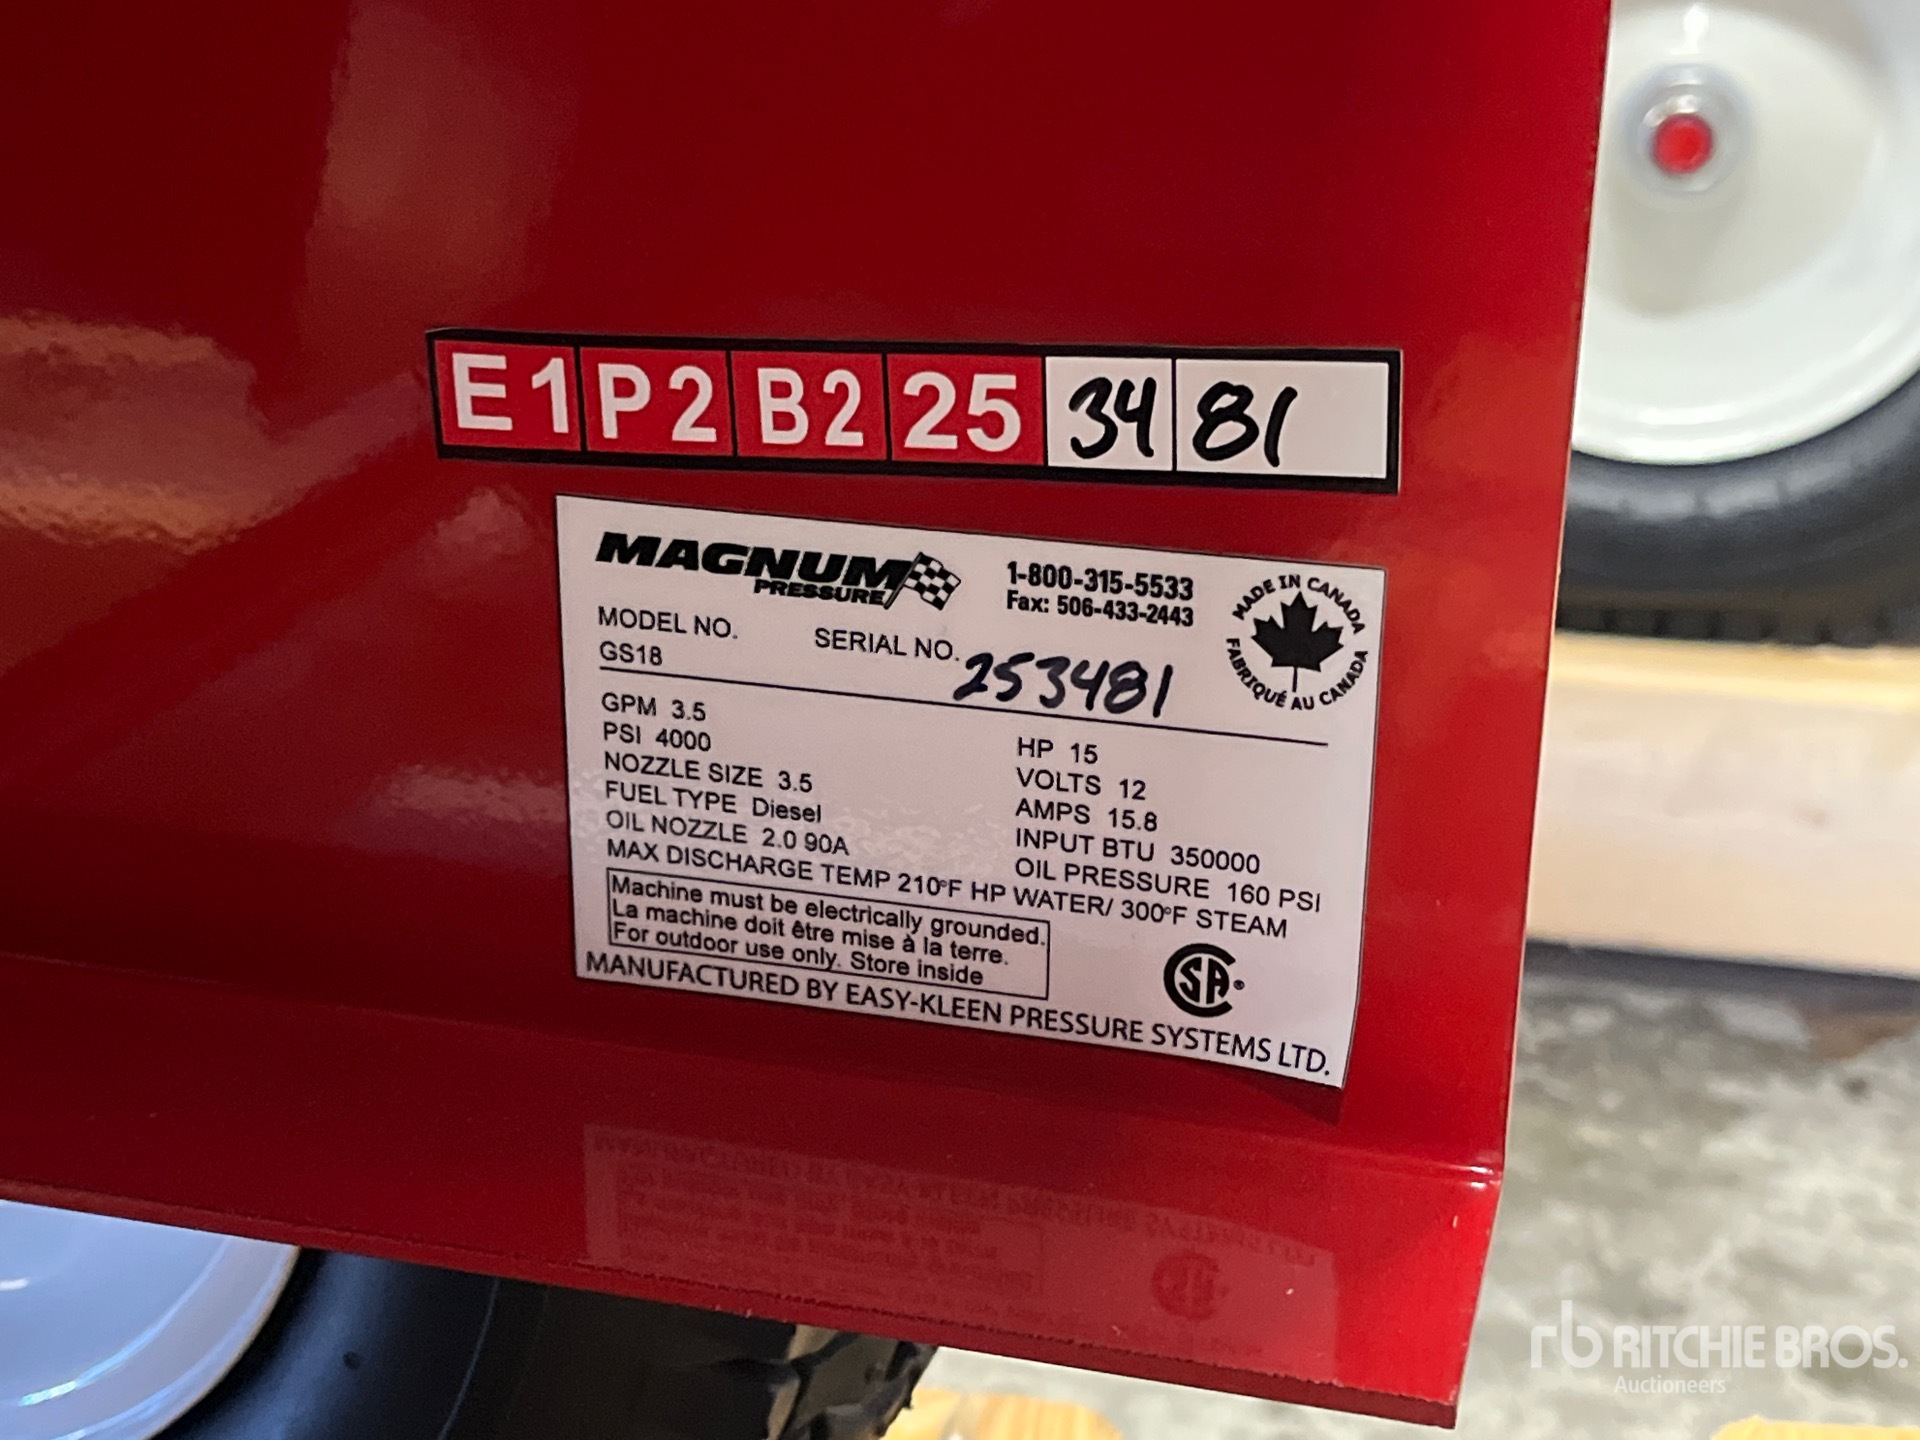 E1 P2 B2 25 34 81
MAGNUM
PRESSURE
1-800-315-5533
Fax: 506-433-2443
MADE IN CANADA
FABRIQUÉ AU CANADA
MODEL NO.
GS18
SERIAL NO. 253481
GPM 3.5
PSI 4000
NOZZLE SIZE 3.5
FUEL TYPE Diesel
OIL NOZZLE 2.0 90A
HP 15
VOLTS 12
AMPS 15.8
INPUT BTU 350000
OIL PRESSURE 160 PSI
MAX DISCHARGE TEMP 210°F HP WATER/ 300°F STEAM
Machine must be electrically grounded.
La machine doit être mise à la terre.
For outdoor use only. Store inside
SA®
MANUFACTURED BY EASY-KLEEN PRESSURE SYSTEMS LTD.
rb RITCHIE BROS.
Auctioneers